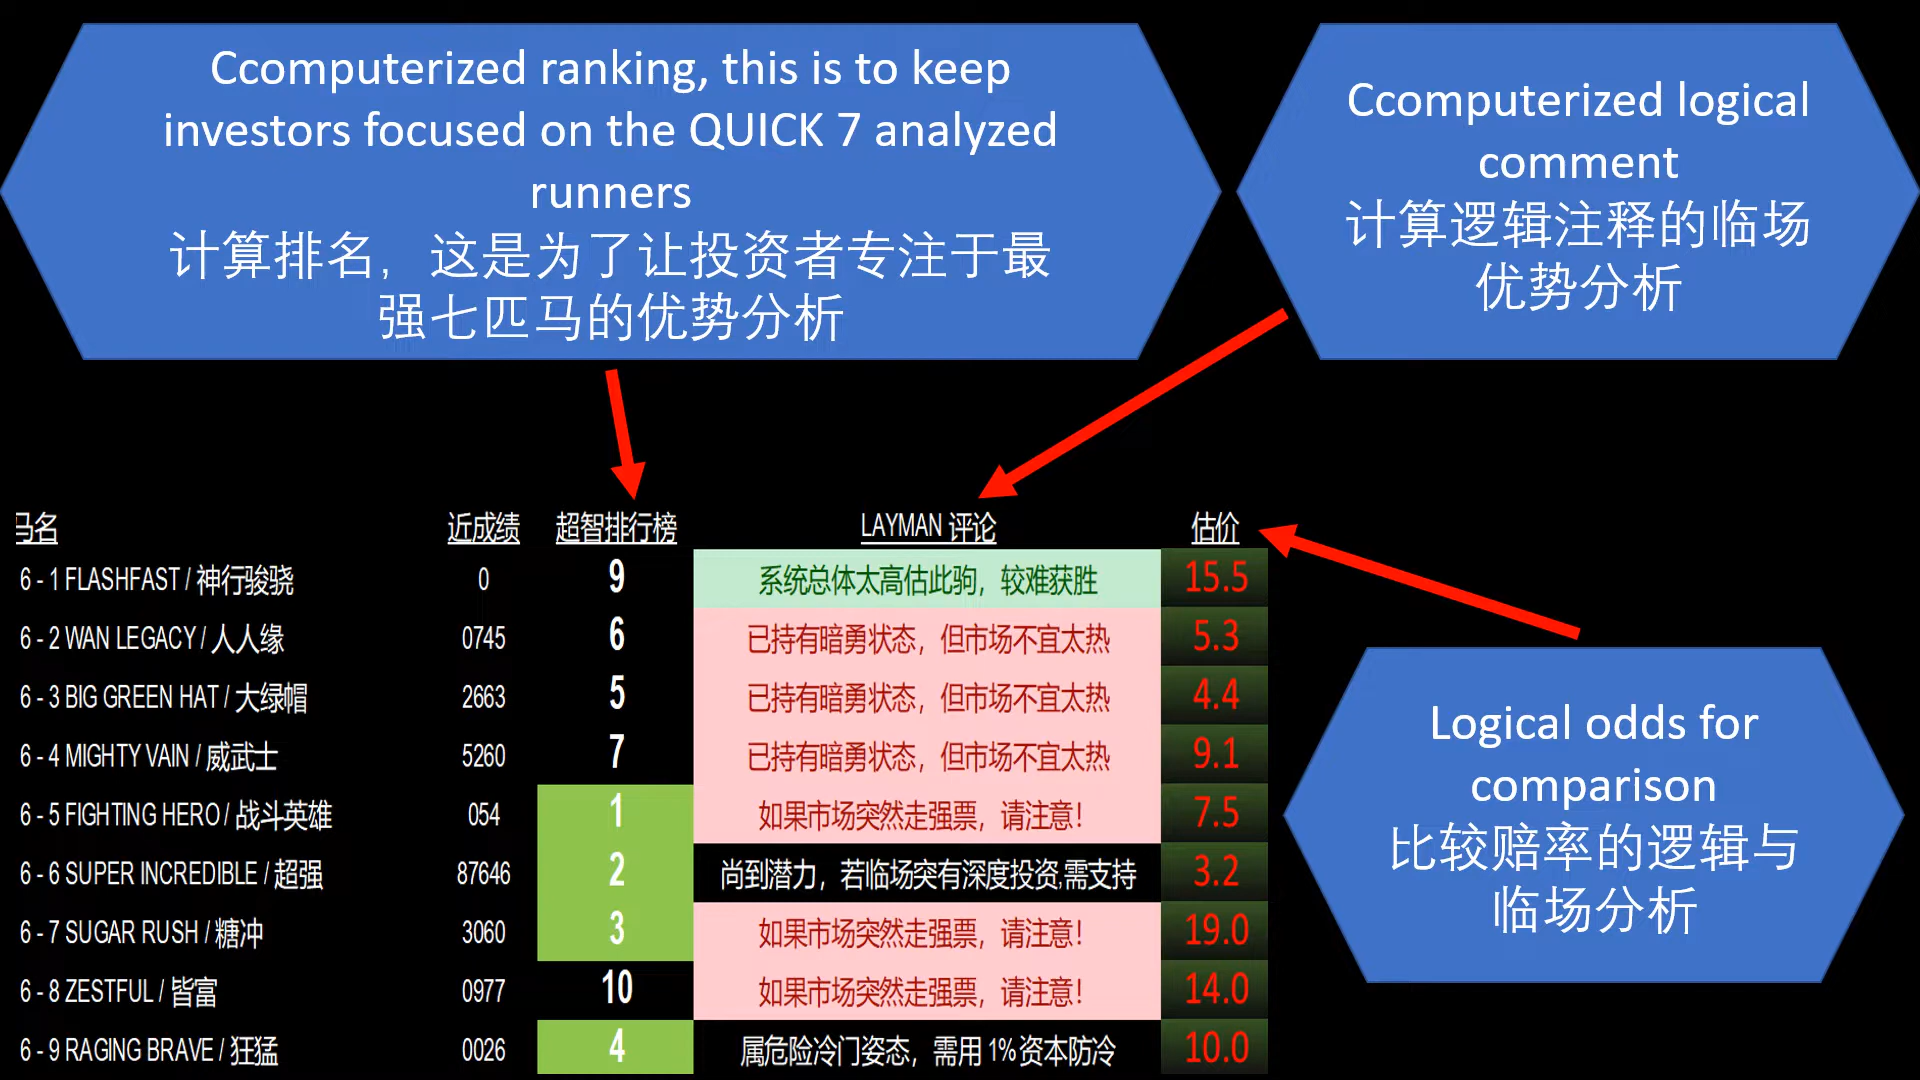 Ccomputerized ranking, this is to keep
investors focused on the QUICK 7 analyzed
runners
计算排名，这是为了让投资者专注于最
强七匹马的优势分析
Ccomputerized logical
comment
计算逻辑注释的临场
优势分析
马名 近成绩 超智排行榜 LAYMAN 评论 估价
6 - 1 FLASHFAST / 神行骏骁 0 9 系统总体太高估此驹，较难获胜 15.5
6 - 2 WAN LEGACY / 人人缘 0745 6 已持有暗勇状态，但市场不宜太热 5.3
6 - 3 BIG GREEN HAT / 大绿帽 2663 5 已持有暗勇状态，但市场不宜太热 4.4
6 - 4 MIGHTY VAIN / 威武士 5260 7 已持有暗勇状态，但市场不宜太热 9.1
6 - 5 FIGHTING HERO / 战斗英雄 054 1 如果市场突然走强票，请注意！ 7.5
6 - 6 SUPER INCREDIBLE / 超强 87646 2 尚到潜力，若临场突有深度投资,需支持 3.2
6 - 7 SUGAR RUSH / 糖冲 3060 3 如果市场突然走强票，请注意！ 19.0
6 - 8 ZESTFUL / 皆富 0977 10 如果市场突然走强票，请注意！ 14.0
6 - 9 RAGING BRAVE / 狂猛 0026 4 属危险冷门姿态，需用 1% 资本防冷 10.0
Logical odds for
comparison
比较赔率的逻辑与
临场分析